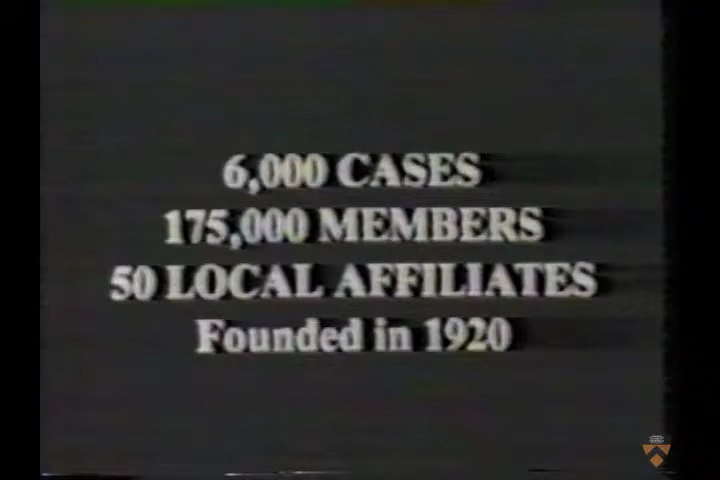 6,000 CASES
175,000 MEMBERS
50 LOCAL AFFILIATES
Founded in 1920